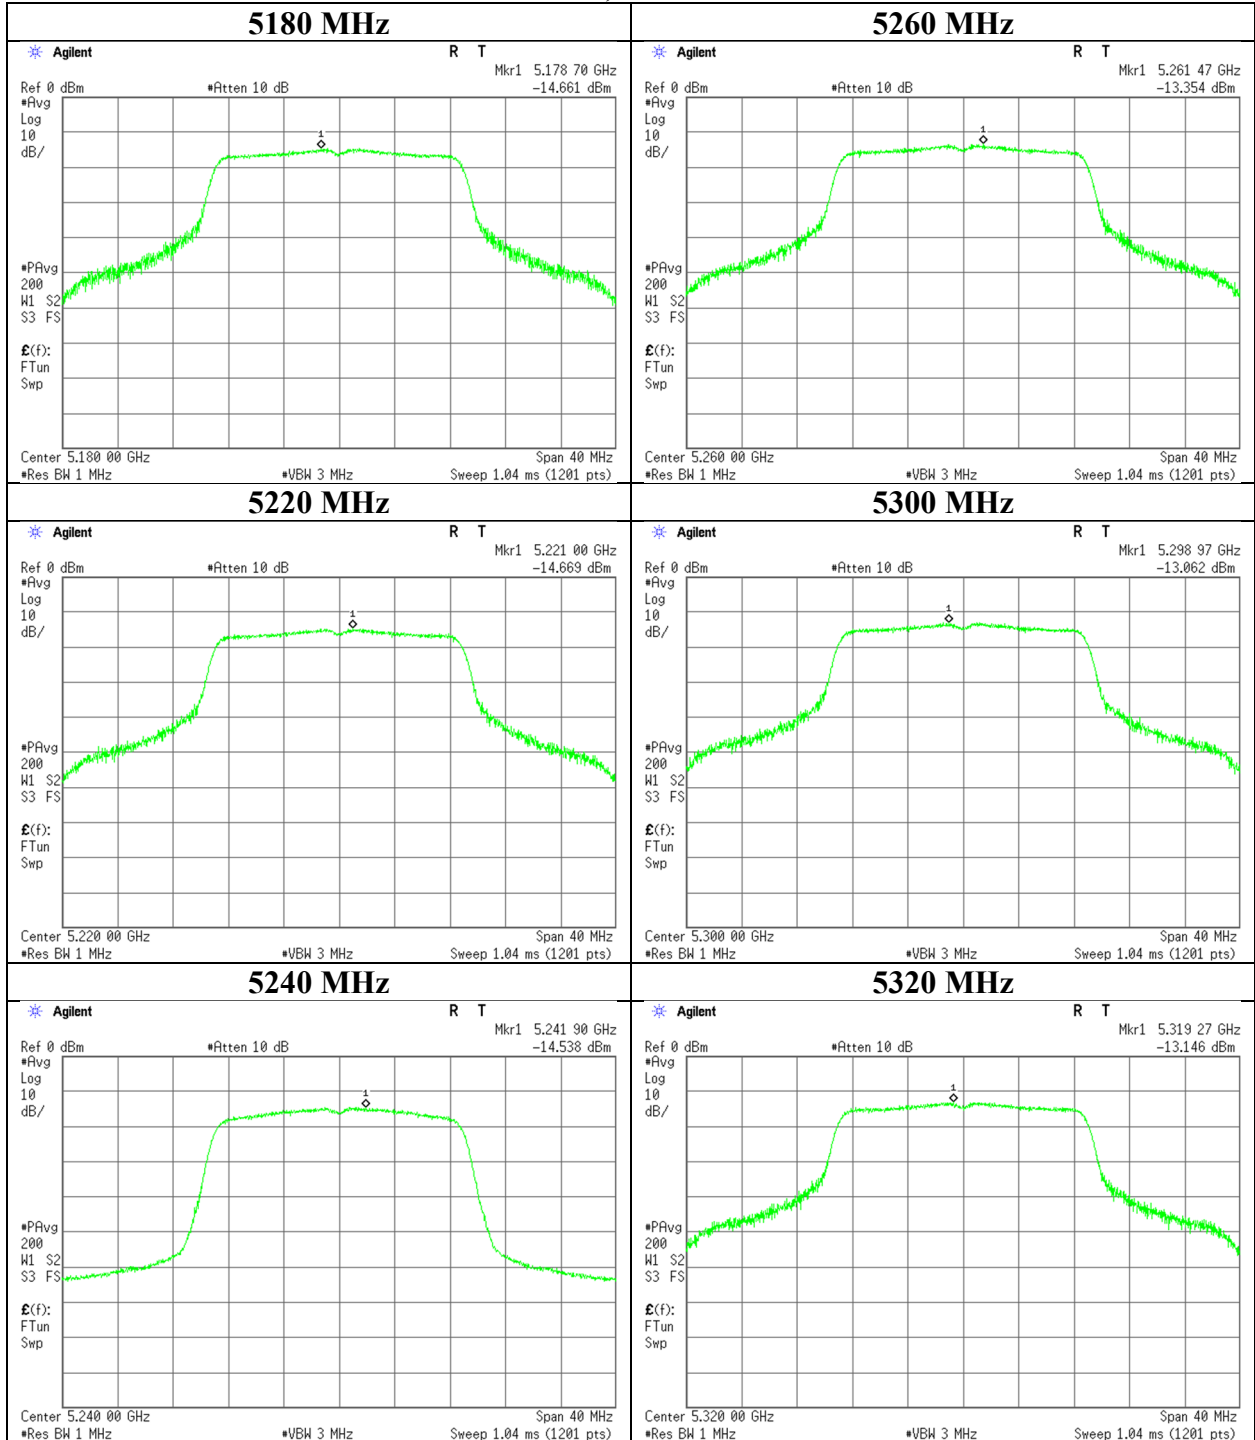 5180 MHz
Agilent R T
Mkr1 5.178 70 GHz
Ref 0 dBm #Atten 10 dB -14.661 dBm
#Avg
Log
10
dB/
1
#PAvg
200
W1 S2
S3 FS
£(f):
FTun
Swp
Center 5.180 00 GHz Span 40 MHz
#Res BW 1 MHz #VBW 3 MHz Sweep 1.04 ms (1201 pts)
5260 MHz
Agilent R T
Mkr1 5.261 47 GHz
Ref 0 dBm #Atten 10 dB -13.354 dBm
#Avg
Log
10
dB/
1
#PAvg
200
W1 S2
S3 FS
£(f):
FTun
Swp
Center 5.260 00 GHz Span 40 MHz
#Res BW 1 MHz #VBW 3 MHz Sweep 1.04 ms (1201 pts)
5220 MHz
Agilent R T
Mkr1 5.221 00 GHz
Ref 0 dBm #Atten 10 dB -14.669 dBm
#Avg
Log
10
dB/
1
#PAvg
200
W1 S2
S3 FS
£(f):
FTun
Swp
Center 5.220 00 GHz Span 40 MHz
#Res BW 1 MHz #VBW 3 MHz Sweep 1.04 ms (1201 pts)
5300 MHz
Agilent R T
Mkr1 5.298 97 GHz
Ref 0 dBm #Atten 10 dB -13.062 dBm
#Avg
Log
10
dB/
1
#PAvg
200
W1 S2
S3 FS
£(f):
FTun
Swp
Center 5.300 00 GHz Span 40 MHz
#Res BW 1 MHz #VBW 3 MHz Sweep 1.04 ms (1201 pts)
5240 MHz
Agilent R T
Mkr1 5.241 90 GHz
Ref 0 dBm #Atten 10 dB -14.538 dBm
#Avg
Log
10
dB/
1
#PAvg
200
W1 S2
S3 FS
£(f):
FTun
Swp
Center 5.240 00 GHz Span 40 MHz
#Res BW 1 MHz #VBW 3 MHz Sweep 1.04 ms (1201 pts)
5320 MHz
Agilent R T
Mkr1 5.319 27 GHz
Ref 0 dBm #Atten 10 dB -13.146 dBm
#Avg
Log
10
dB/
1
#PAvg
200
W1 S2
S3 FS
£(f):
FTun
Swp
Center 5.320 00 GHz Span 40 MHz
#Res BW 1 MHz #VBW 3 MHz Sweep 1.04 ms (1201 pts)